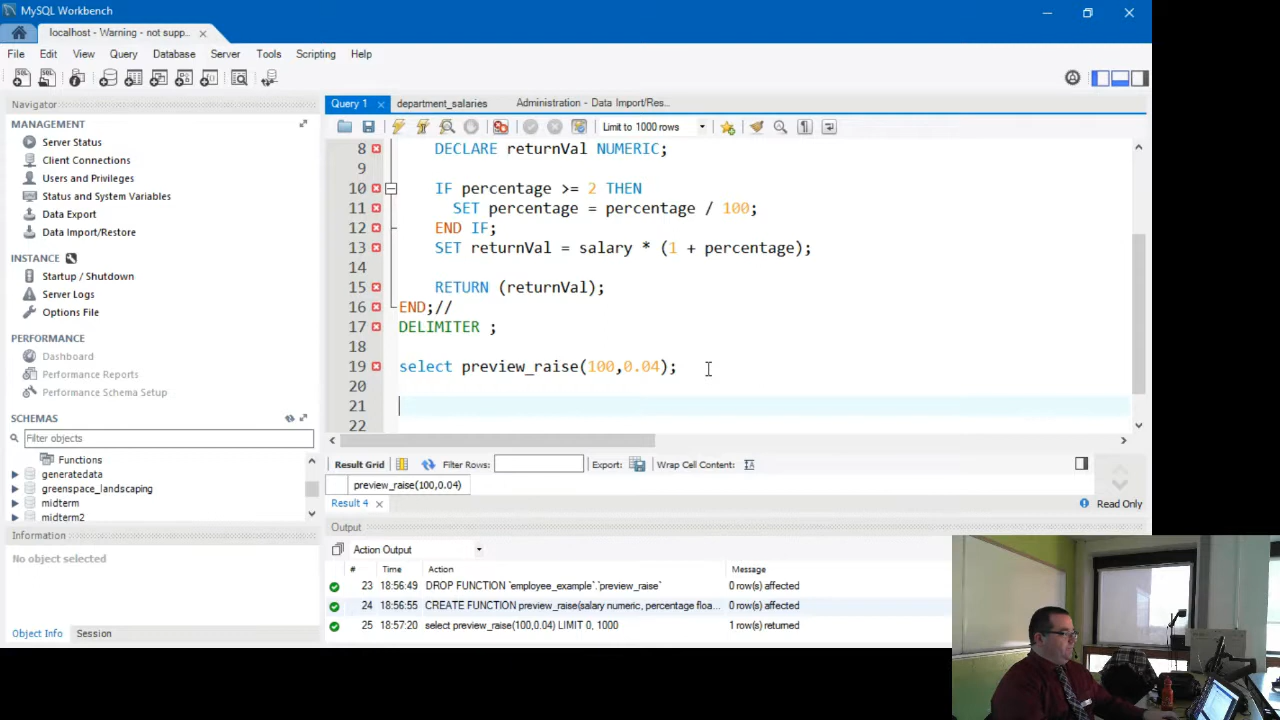 MySQL Workbench
localhost - Warning - not supp..
File Edit View Query Database Server Tools Scripting Help
Navigator
MANAGEMENT
Server Status
Client Connections
Users and Privileges
Status and System Variables
Data Export
Data Import/Restore
INSTANCE
Startup / Shutdown
Server Logs
Options File
PERFORMANCE
Dashboard
Performance Reports
Performance Schema Setup
SCHEMAS
Filter objects
Functions
generatedata
greenspace_landscaping
midterm
midterm2
Information
No object selected
Object Info Session
Query 1 department_salaries Administration - Data Import/Res...
Limit to 1000 rows
8 DECLARE returnVal NUMERIC;
9
10 IF percentage >= 2 THEN
11 SET percentage = percentage / 100;
12 END IF;
13 SET returnVal = salary * (1 + percentage);
14
15 RETURN (returnVal);
16 END;//
17 DELIMITER ;
18
19 select preview_raise(100,0.04);
20
21
22
Result Grid Filter Rows: Export: Wrap Cell Content:
preview_raise(100,0.04)
Result 4 Read Only
Output
Action Output
# Time Action Message
23 18:56:49 DROP FUNCTION `employee_example`.`preview_raise` 0 row(s) affected
24 18:56:55 CREATE FUNCTION preview_raise(salary numeric, percentage floa... 0 row(s) affected
25 18:57:20 select preview_raise(100,0.04) LIMIT 0, 1000 1 row(s) returned